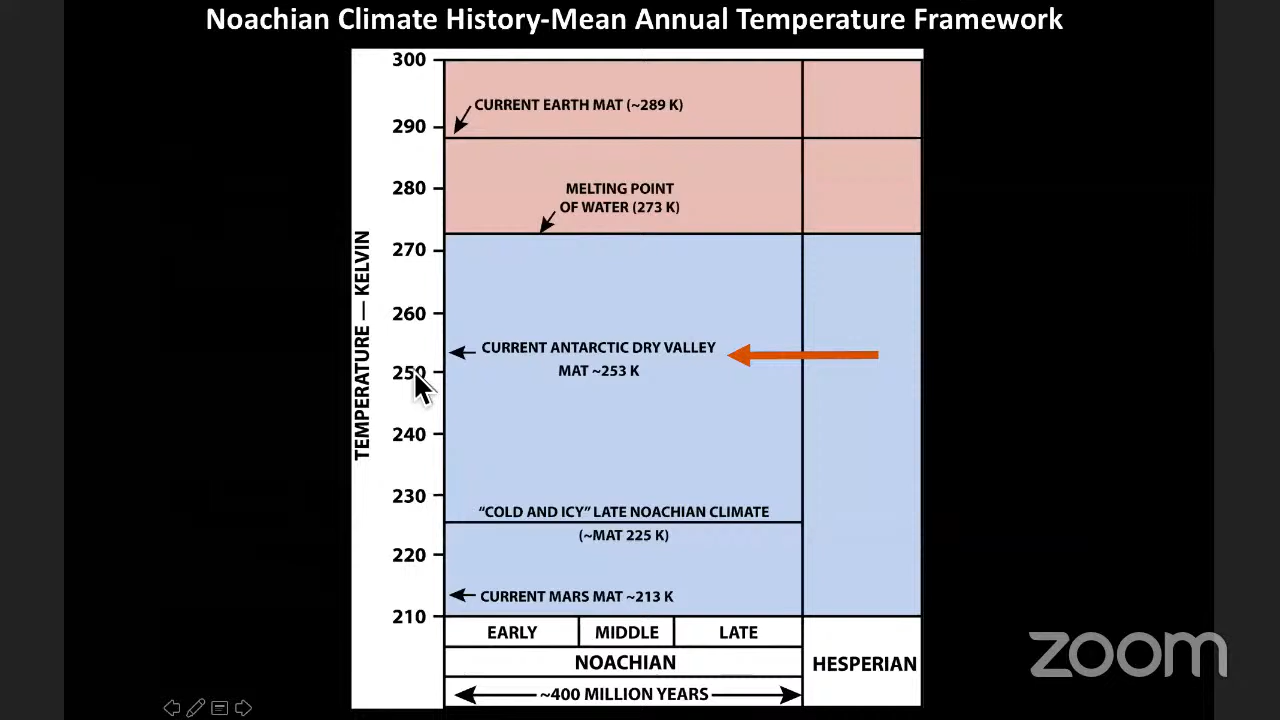 Noachian Climate History-Mean Annual Temperature Framework
300
CURRENT EARTH MAT (~289 K)
290
280
MELTING POINT
OF WATER (273 K)
270
TEMPERATURE — KELVIN
260
CURRENT ANTARCTIC DRY VALLEY
MAT ~253 K
250
240
230
“COLD AND ICY” LATE NOACHIAN CLIMATE
(~MAT 225 K)
220
CURRENT MARS MAT ~213 K
210
EARLY
MIDDLE
LATE
NOACHIAN
HESPERIAN
~400 MILLION YEARS
zoom